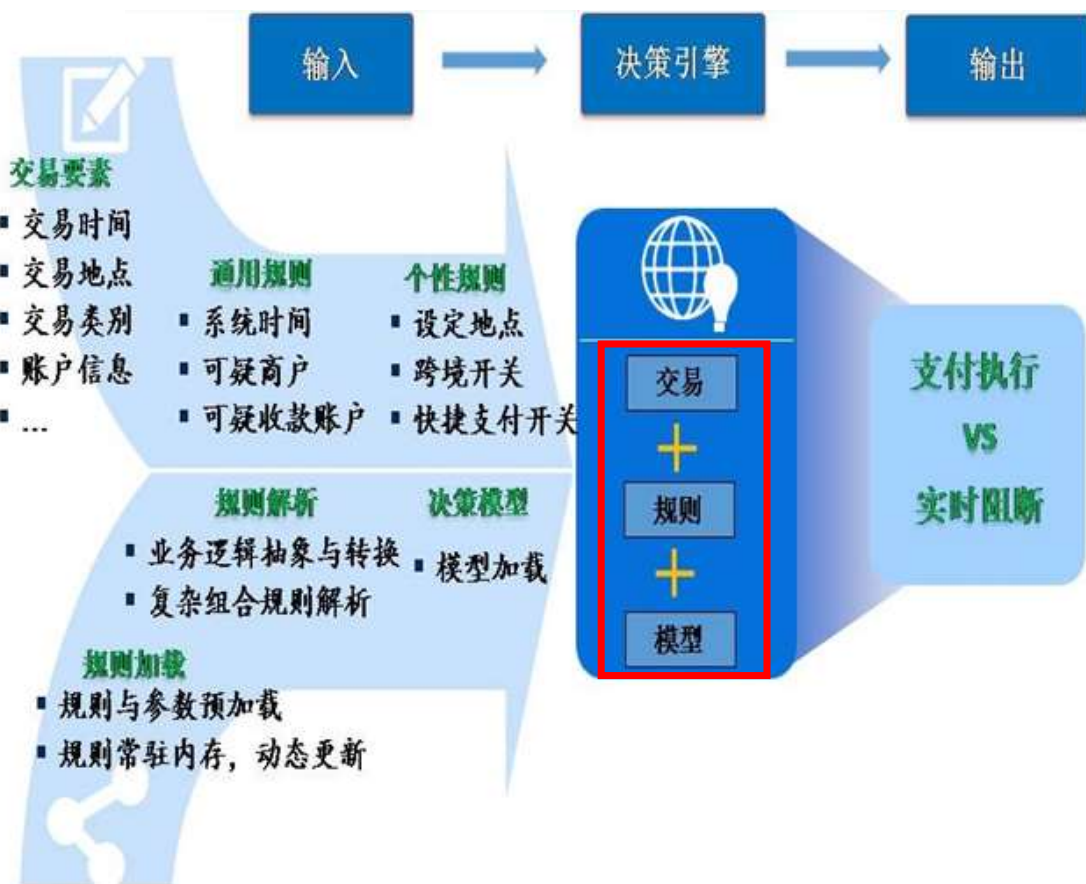 输入
决策引擎
输出
交易要素
▪ 交易时间
▪ 交易地点
▪ 交易类别
▪ 账户信息
▪ ...
通用规则
▪ 系统时间
▪ 可疑商户
▪ 可疑收款账户
个性规则
▪ 设定地点
▪ 跨境开关
▪ 快捷支付开关
规则解析
▪ 业务逻辑抽象与转换
▪ 复杂组合规则解析
决策模型
▪ 模型加载
规则加载
▪ 规则与参数预加载
▪ 规则常驻内存，动态更新
交易
+
规则
+
模型
支付执行
VS
实时阻断